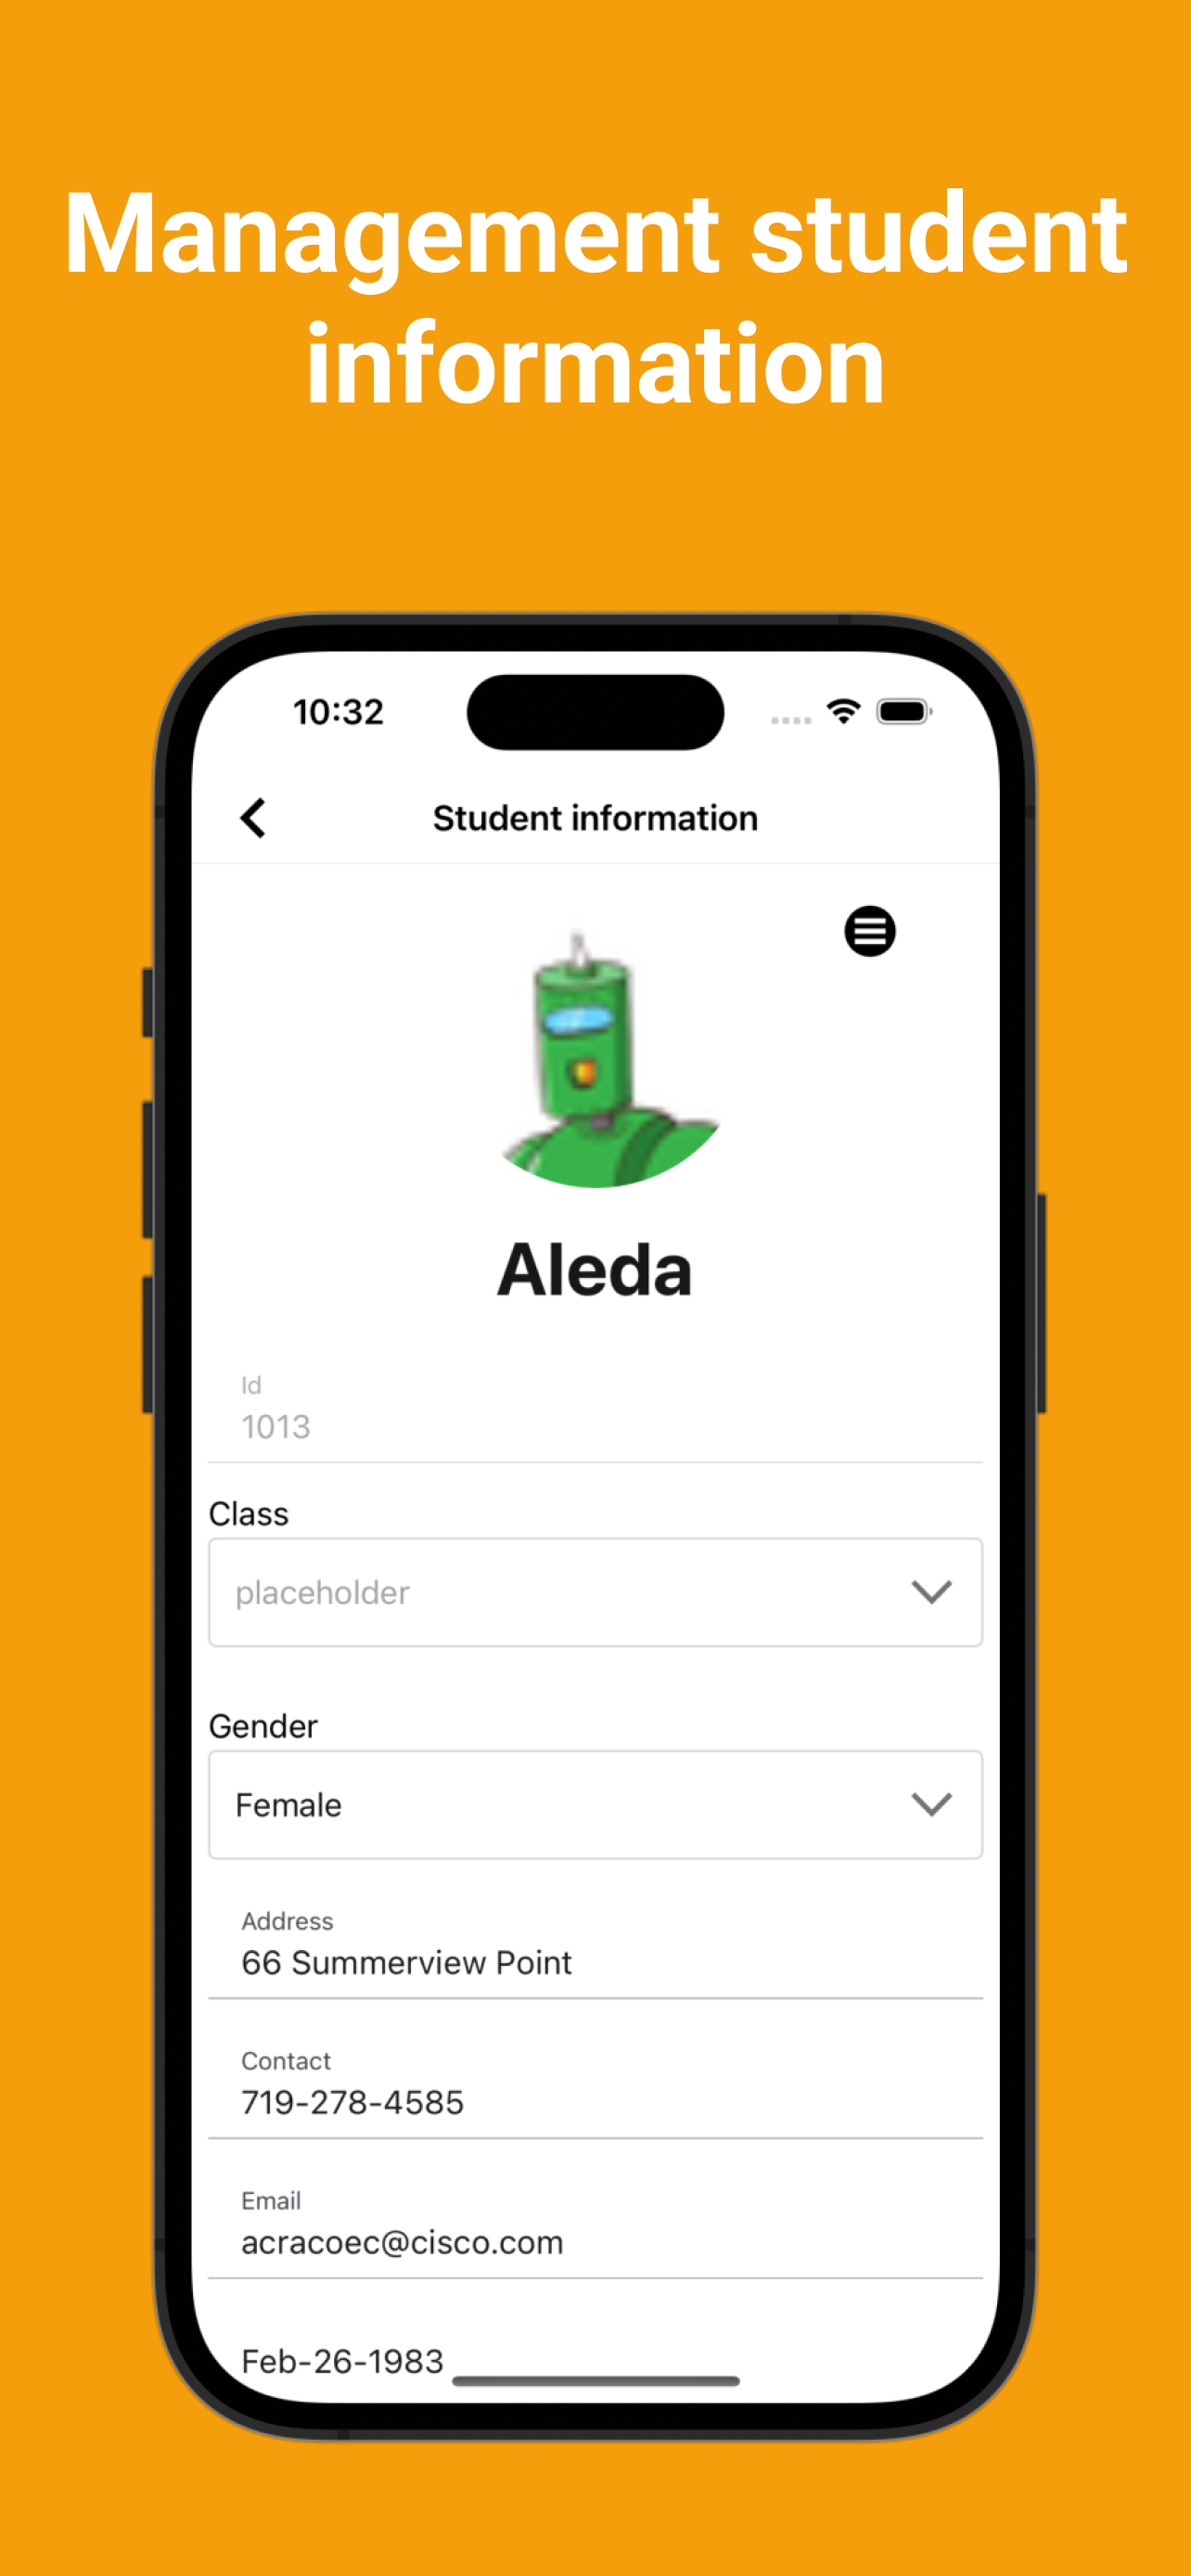 Management student
information
10:32
Student information
Aleda
Id
1013
Class
placeholder
Gender
Female
Address
66 Summerview Point
Contact
719-278-4585
Email
acracoec@cisco.com
Feb-26-1983